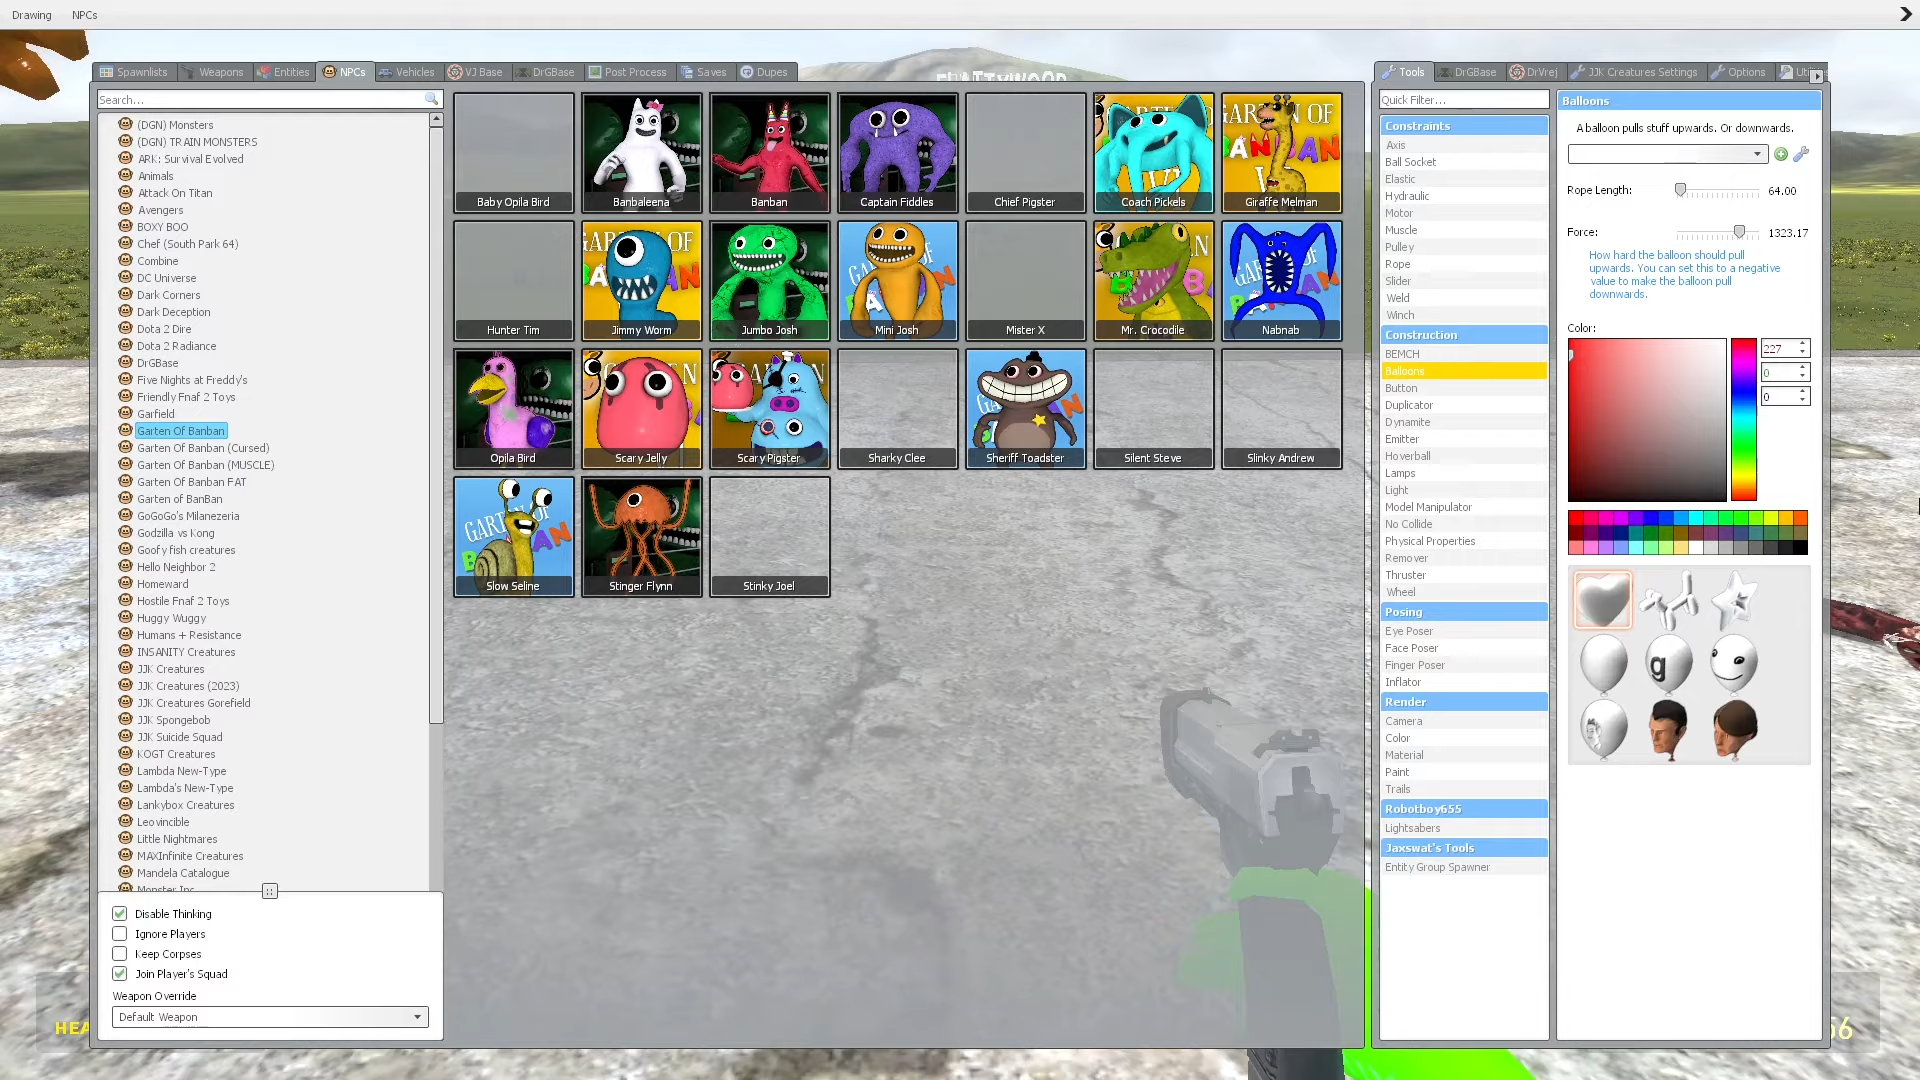 Drawing NPCs
Spawnlists Weapons Entities NPCs Vehicles VJ Base DrGBase Post Process Saves Dupes
Search...
(DGN) Monsters
(DGN) TRAIN MONSTERS
ARK: Survival Evolved
Animals
Attack On Titan
Avengers
BOXY BOO
Chef (South Park 64)
Combine
DC Universe
Dark Corners
Dark Deception
Dota 2 Dire
Dota 2 Radiance
DrGBase
Five Nights at Freddy's
Friendly Fnaf 2 Toys
Garfield
Garten Of Banban
Garten Of Banban (Cursed)
Garten Of Banban (MUSCLE)
Garten Of Banban FAT
Garten of BanBan
GoGoGo's Milanezeria
Godzilla vs Kong
Goofy fish creatures
Hello Neighbor 2
Homeward
Hostile Fnaf 2 Toys
Huggy Wuggy
Humans + Resistance
INSANITY Creatures
JJK Creatures
JJK Creatures (2023)
JJK Creatures Gorefield
JJK Spongebob
JJK Suicide Squad
KOGT Creatures
Lambda New-Type
Lambda's New-Type
Lankybox Creatures
Leovincible
Little Nightmares
MAXInfinite Creatures
Mandela Catalogue
Monster Inc
Disable Thinking
Ignore Players
Keep Corpses
Join Player's Squad
Weapon Override
Default Weapon
Baby Opila Bird Banbaleena Banban Captain Fiddles Chief Pigster Coach Pickels Giraffe Melman
Hunter Tim Jimmy Worm Jumbo Josh Mini Josh Mister X Mr. Crocodile Nabnab
Opila Bird Scary Jelly Scary Pigster Sharky Clee Sheriff Toadster Silent Steve Slinky Andrew
Slow Seline Stinger Flynn Stinky Joel
Tools DrGBase DrVrej JJK Creatures Settings Options
Quick Filter...
Constraints
Axis
Ball Socket
Elastic
Hydraulic
Motor
Muscle
Pulley
Rope
Slider
Weld
Winch
Construction
BEMCH
Balloons
Button
Duplicator
Dynamite
Emitter
Hoverball
Lamps
Light
Model Manipulator
No Collide
Physical Properties
Remover
Thruster
Wheel
Posing
Eye Poser
Face Poser
Finger Poser
Inflator
Render
Camera
Color
Material
Paint
Trails
Robotboy655
Lightsabers
Jaxswat's Tools
Entity Group Spawner
Balloons
A balloon pulls stuff upwards. Or downwards.
Rope Length: 64.00
Force: 1323.17
How hard the balloon should pull
upwards. You can set this to a negative
value to make the balloon pull
downwards.
Color:
227
0
0
g